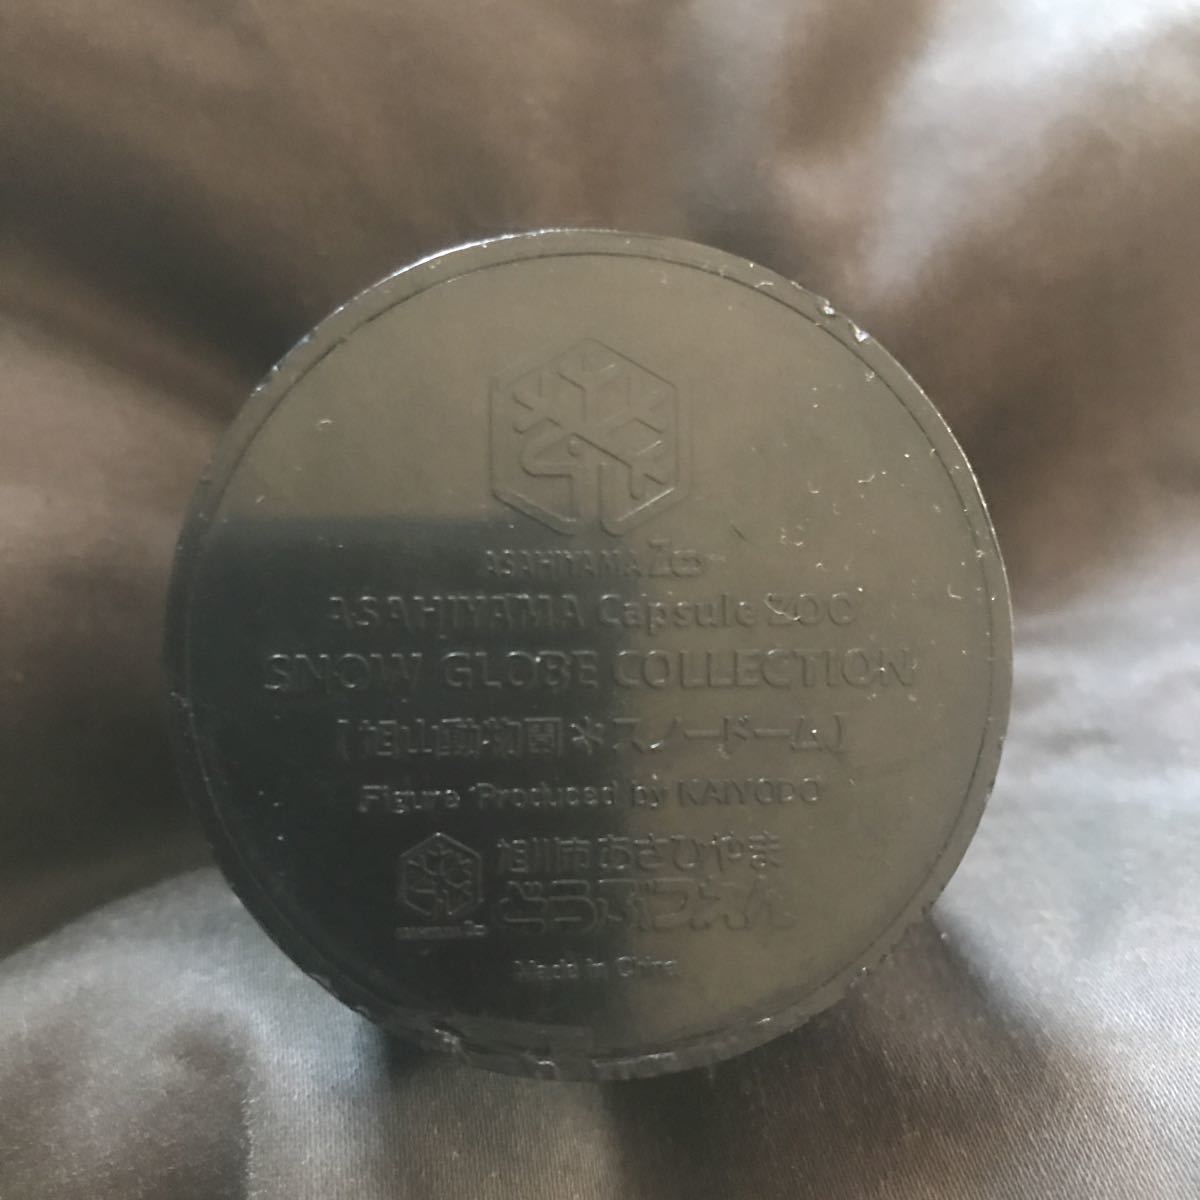 ASAHIYAMA Zoo
ASAHIYAMA Capsule ZOO
SNOW GLOBE COLLECTION
[旭山動物園＊スノードーム]
Figure Produced by KAIYODO
旭川市あさひやま
どうぶつえん
ASAHIYAMA Zoo
Made in China